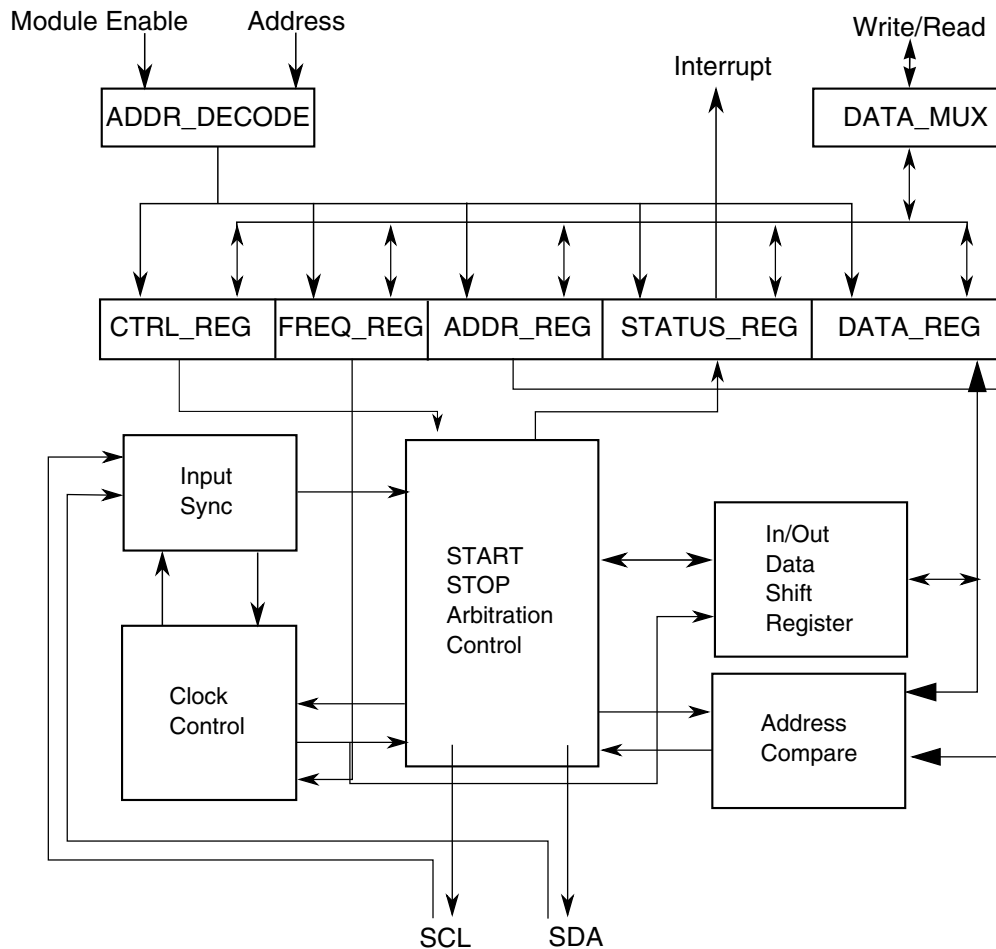 Module Enable
Address
Write/Read
Interrupt
ADDR_DECODE
DATA_MUX
CTRL_REG
FREQ_REG
ADDR_REG
STATUS_REG
DATA_REG
Input
Sync
START
STOP
Arbitration
Control
In/Out
Data
Shift
Register
Clock
Control
Address
Compare
SCL
SDA